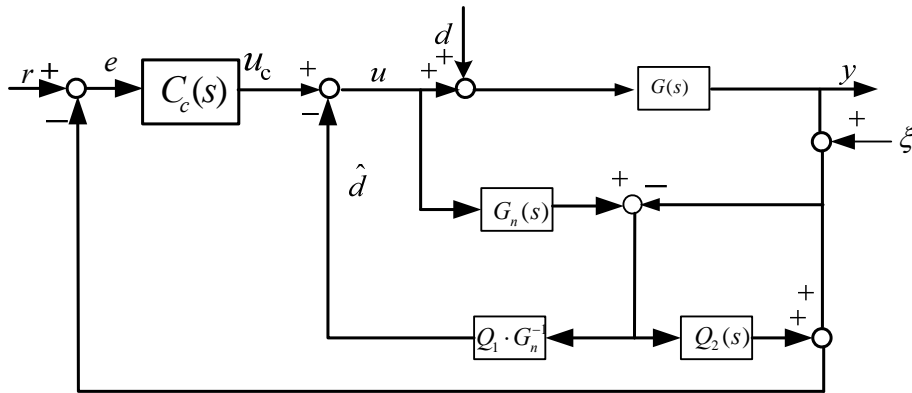 d
r + e C_c(s) u_c + u + + G(s) y
− − + ξ
d̂ G_n(s) + −
+
Q_1 · G_n^{-1} Q_2(s) +